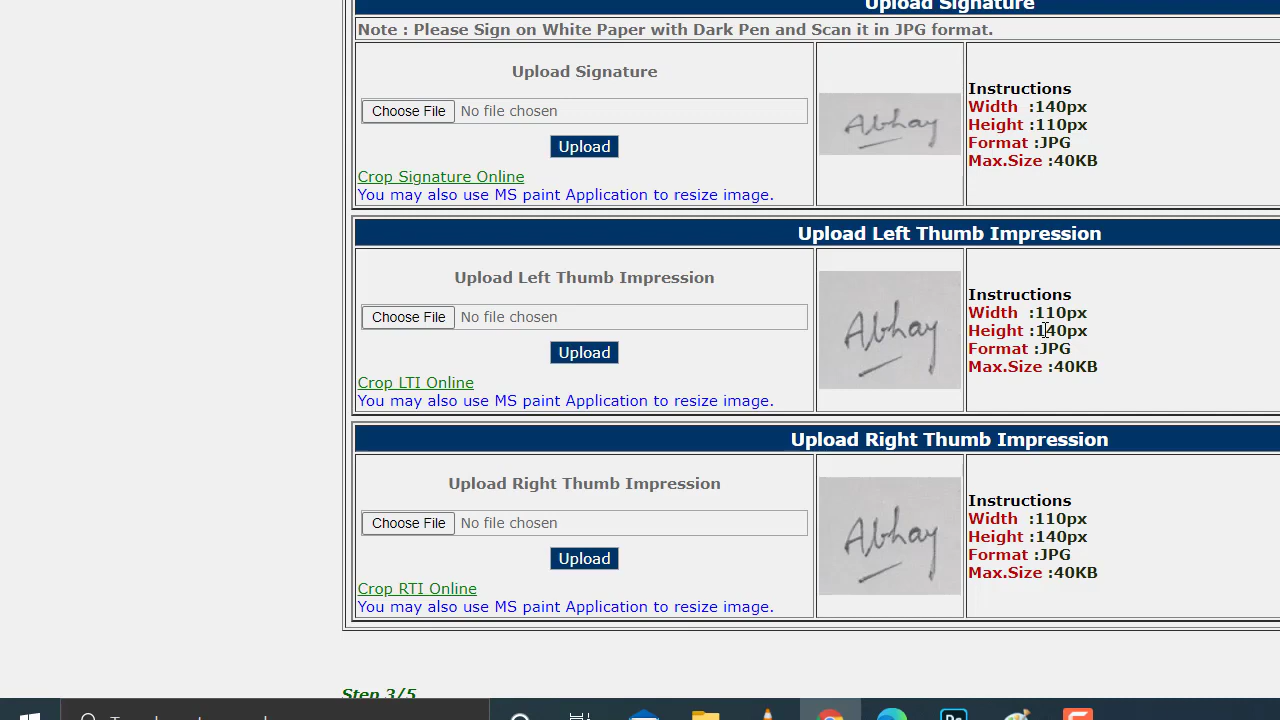 Upload Signature
Note : Please Sign on White Paper with Dark Pen and Scan it in JPG format.
Upload Signature
Choose File No file chosen
Upload
Crop Signature Online
You may also use MS paint Application to resize image.
Abhay
Instructions
Width :140px
Height :110px
Format :JPG
Max.Size :40KB
Upload Left Thumb Impression
Upload Left Thumb Impression
Choose File No file chosen
Upload
Crop LTI Online
You may also use MS paint Application to resize image.
Abhay
Instructions
Width :110px
Height :140px
Format :JPG
Max.Size :40KB
Upload Right Thumb Impression
Upload Right Thumb Impression
Choose File No file chosen
Upload
Crop RTI Online
You may also use MS paint Application to resize image.
Abhay
Instructions
Width :110px
Height :140px
Format :JPG
Max.Size :40KB
Step 3/5